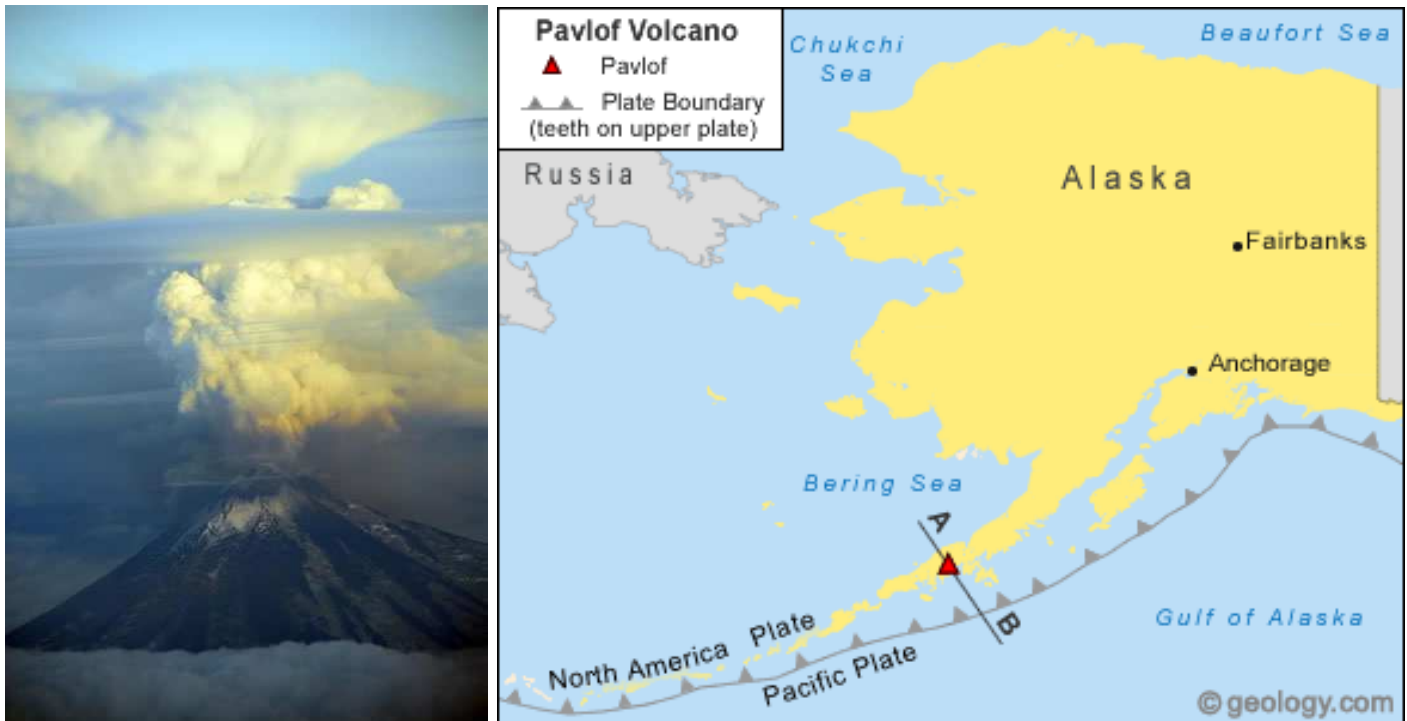 Pavlof Volcano
Pavlof
Plate Boundary
(teeth on upper plate)
Chukchi
Sea
Beaufort Sea
Russia
Alaska
Fairbanks
Anchorage
Bering Sea
A
B
Gulf of Alaska
North America Plate
Pacific Plate
© geology.com